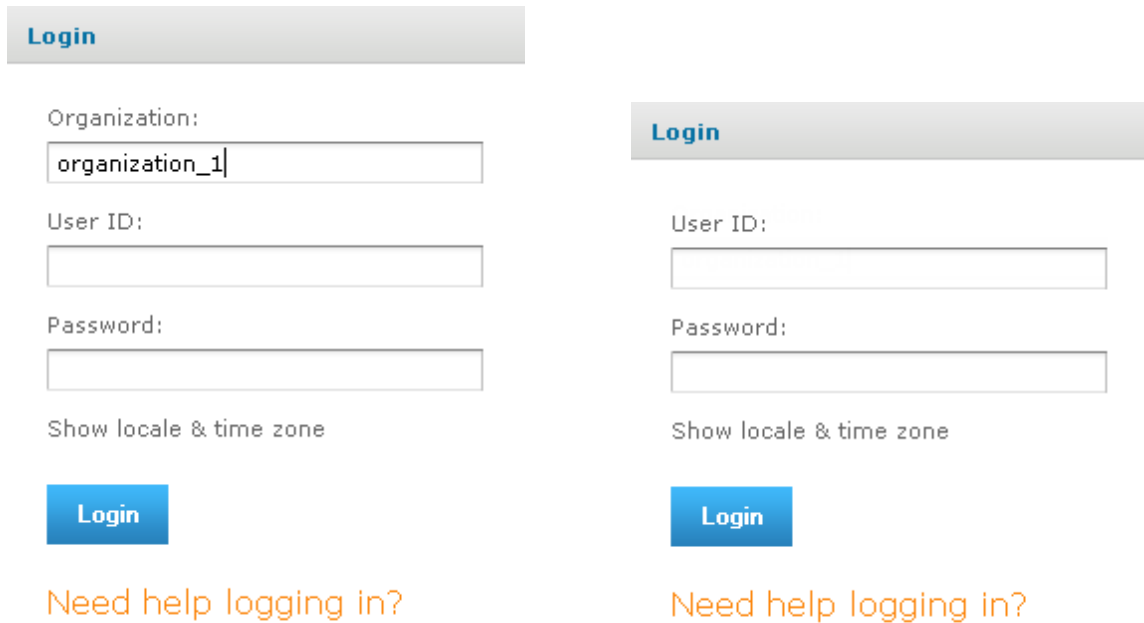 Login
Organization:
organization_1
User ID:
Password:
Show locale & time zone
Login
Need help logging in?
Login
User ID:
Password:
Show locale & time zone
Login
Need help logging in?